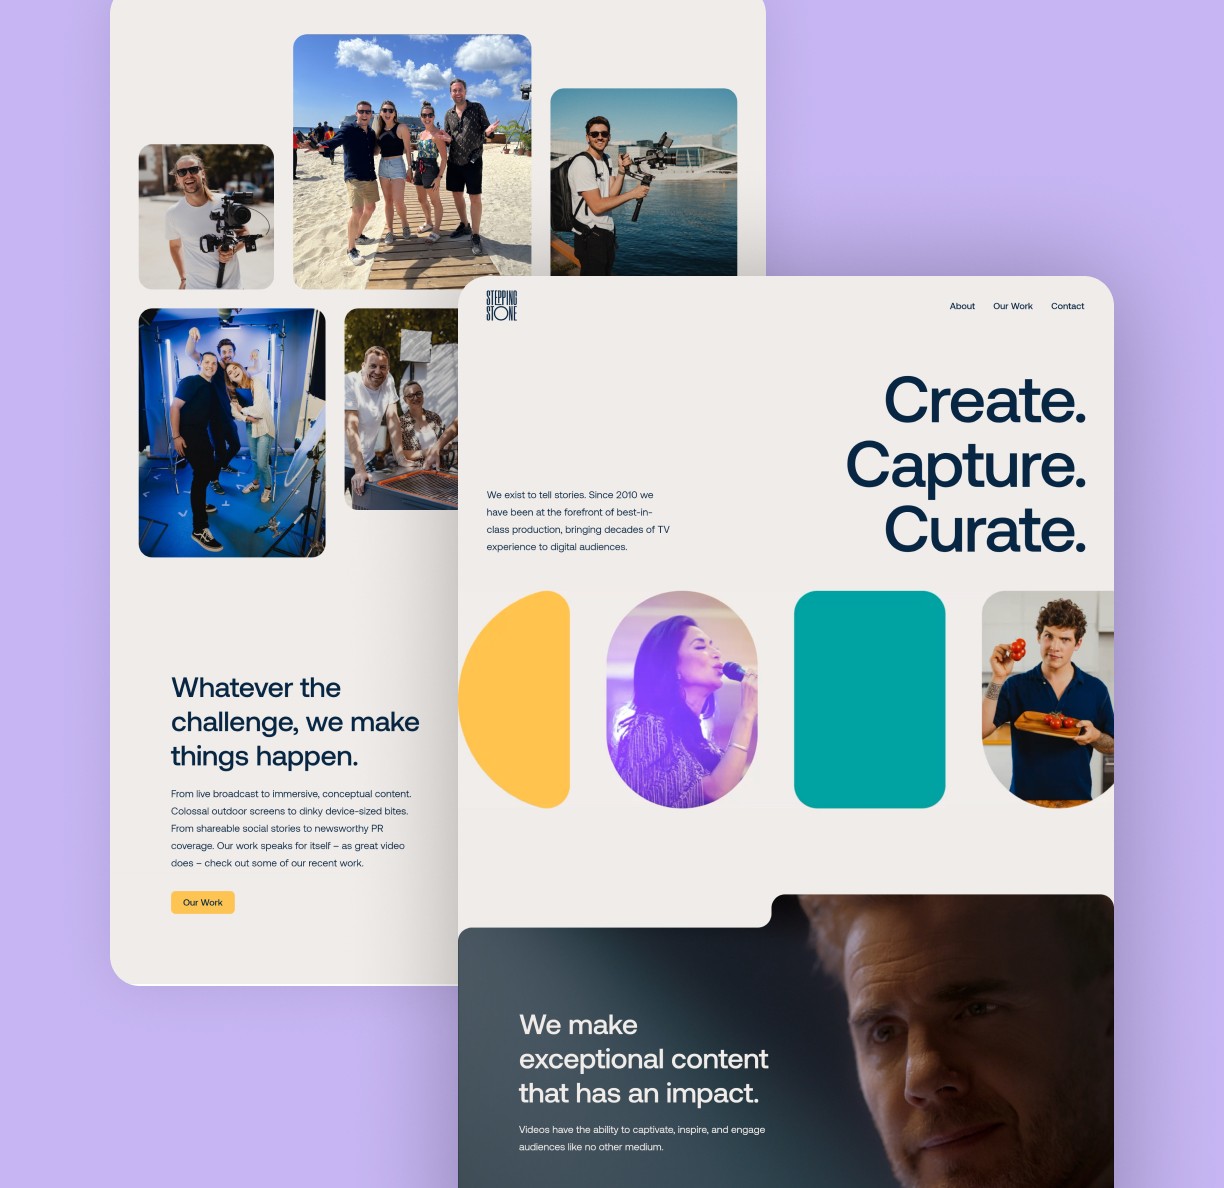 STEPPING
STONE
About
Our Work
Contact
Create.
Capture.
Curate.
We exist to tell stories. Since 2010 we
have been at the forefront of best-in-
class production, bringing decades of TV
experience to digital audiences.
Whatever the
challenge, we make
things happen.
From live broadcast to immersive, conceptual content.
Colossal outdoor screens to dinky device-sized bites.
From shareable social stories to newsworthy PR
coverage. Our work speaks for itself – as great video
does – check out some of our recent work.
Our Work
We make
exceptional content
that has an impact.
Videos have the ability to captivate, inspire, and engage
audiences like no other medium.